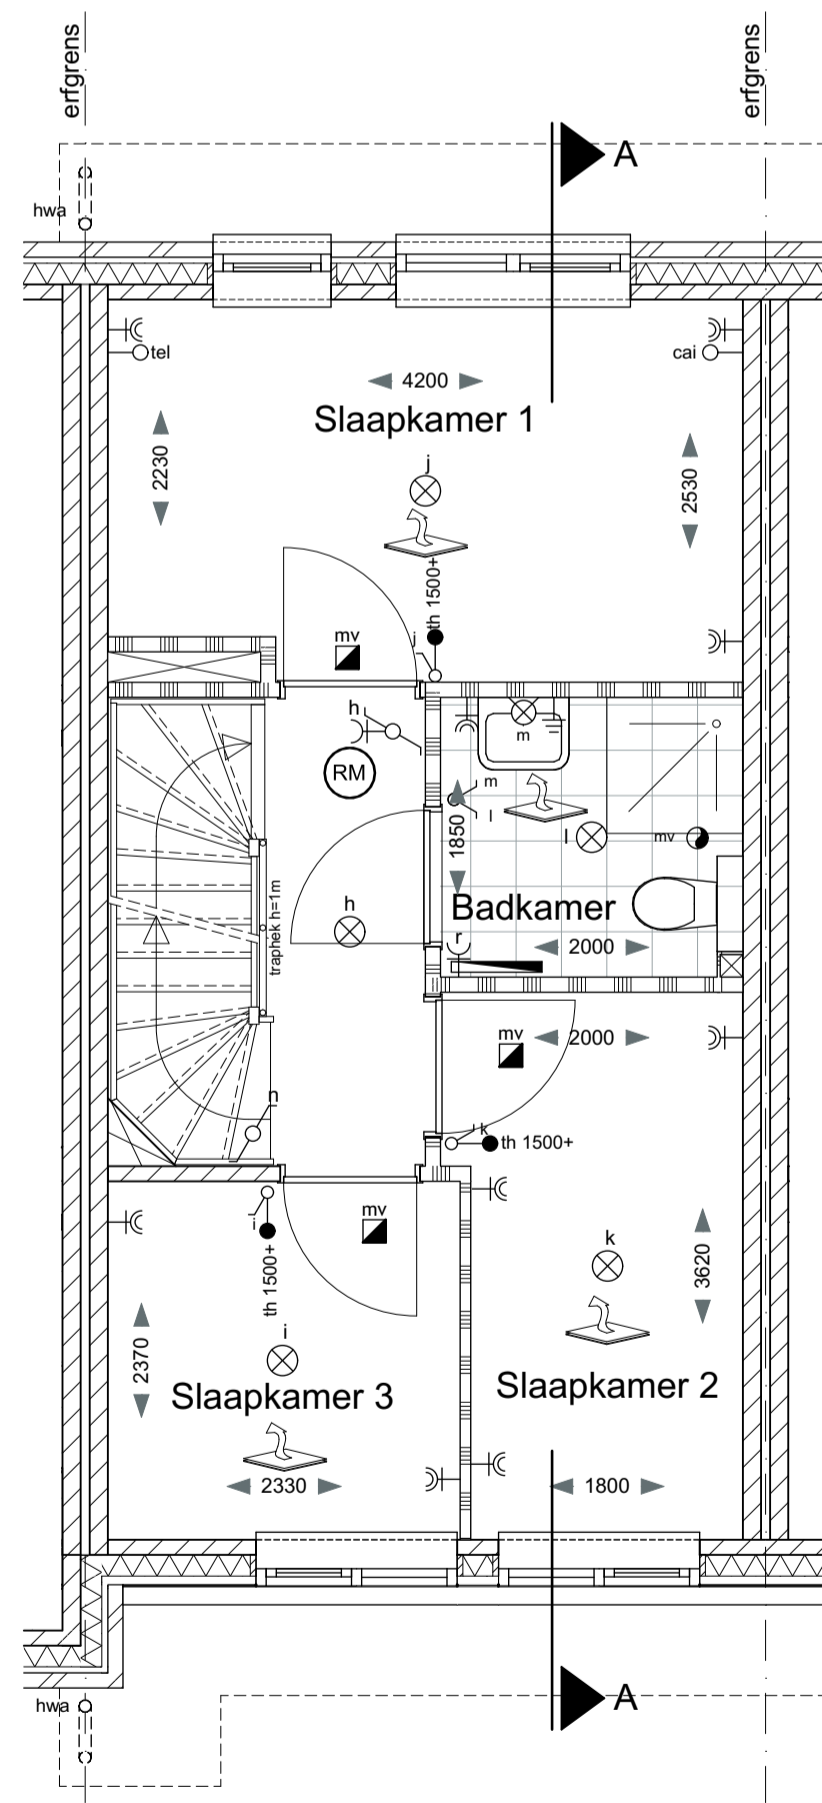 erfgrens
erfgrens
A
hwa
tel
cai
4200
Slaapkamer 1
2230
2530
j
th 1500+
j
mv
h
RM
m
m
l
1850
l
mv
traphek h=1m
h
Badkamer
r
2000
mv
2000
n
k
th 1500+
i
mv
th 1500+
k
3620
i
2370
Slaapkamer 3
Slaapkamer 2
2330
1800
A
hwa